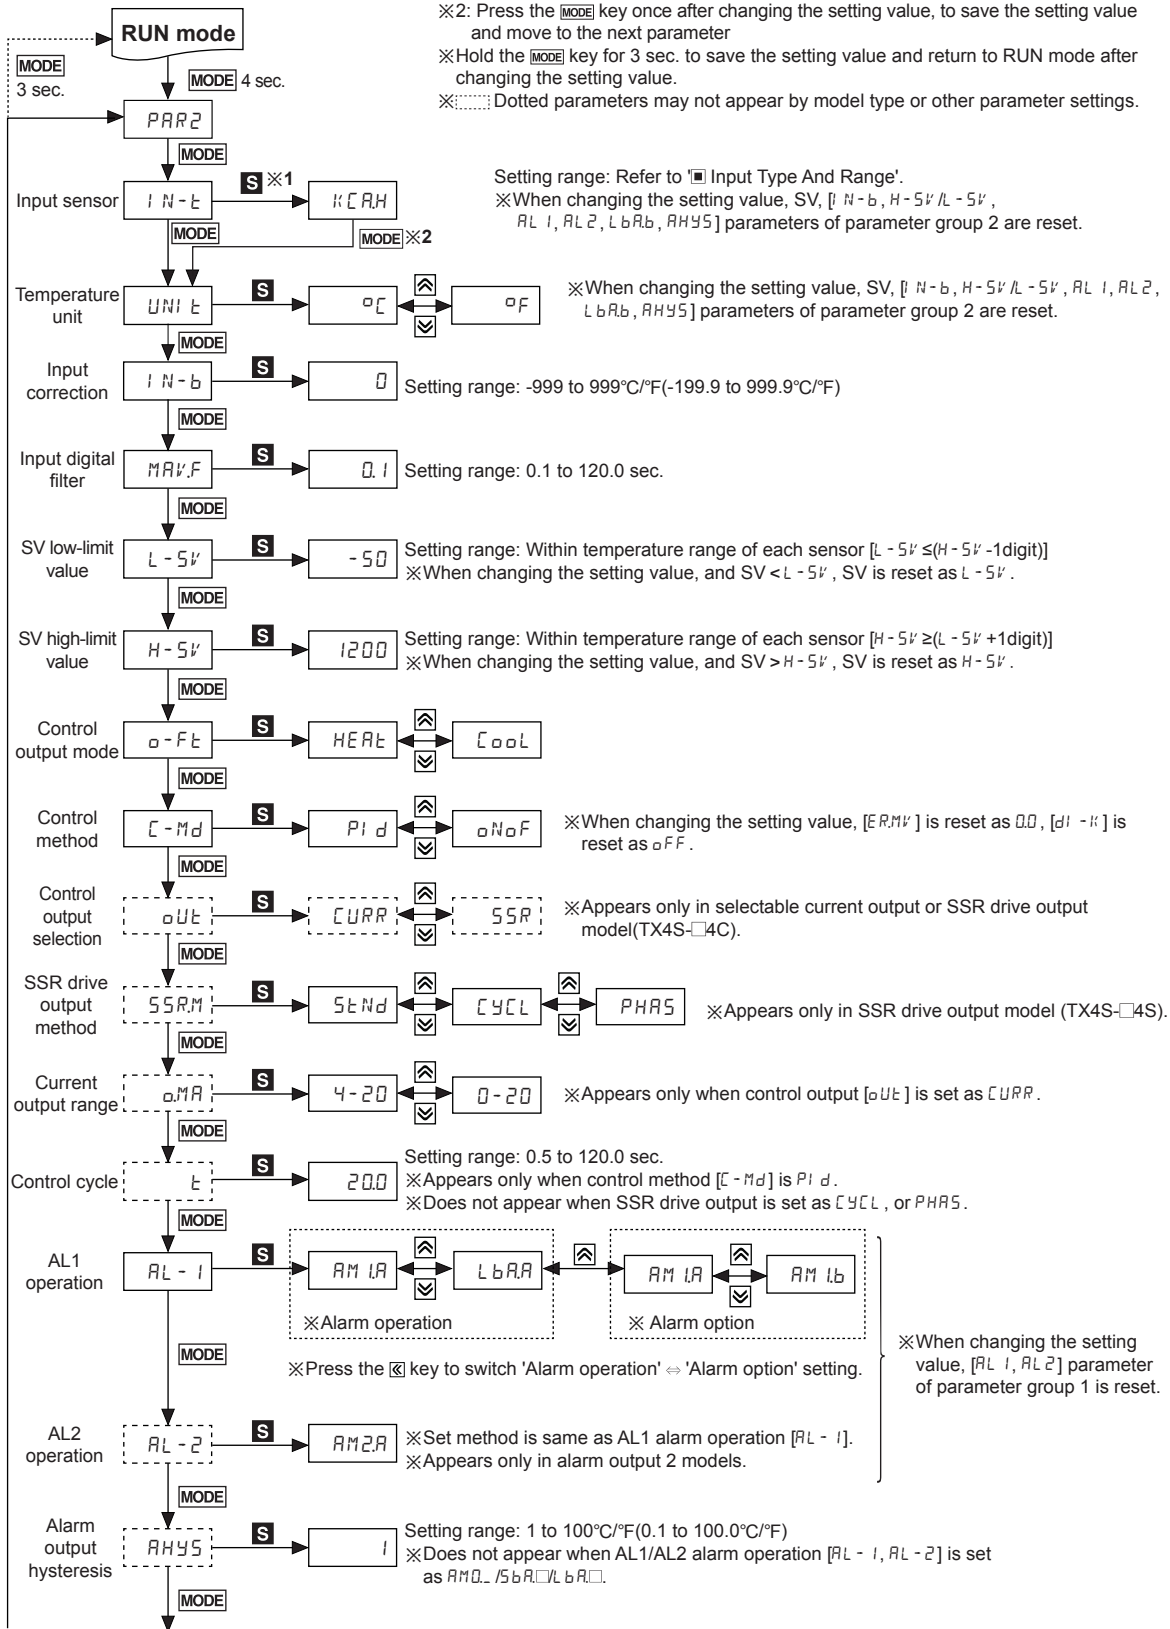 ※2: Press the MODE key once after changing the setting value, to save the setting value
and move to the next parameter
※Hold the MODE key for 3 sec. to save the setting value and return to RUN mode after
changing the setting value.
※ Dotted parameters may not appear by model type or other parameter settings.
RUN mode
MODE
3 sec.
MODE 4 sec.
PAR2
MODE
Input sensor
IN-t
S ※1
KCA.H
Setting range: Refer to '▣ Input Type And Range'.
※When changing the setting value, SV, [IN-b, H-SV/L-SV,
AL1, AL2, LbA.b, AHYS] parameters of parameter group 2 are reset.
MODE
MODE ※2
Temperature
unit
UNIt
S
°C
°F
※When changing the setting value, SV, [IN-b, H-SV/L-SV, AL1, AL2,
LbA.b, AHYS] parameters of parameter group 2 are reset.
MODE
Input
correction
IN-b
S
0
Setting range: -999 to 999°C/°F(-199.9 to 999.9°C/°F)
MODE
Input digital
filter
MAV.F
S
0.1
Setting range: 0.1 to 120.0 sec.
MODE
SV low-limit
value
L-SV
S
-50
Setting range: Within temperature range of each sensor [L-SV ≤(H-SV -1digit)]
※When changing the setting value, and SV < L-SV, SV is reset as L-SV.
MODE
SV high-limit
value
H-SV
S
1200
Setting range: Within temperature range of each sensor [H-SV ≥(L-SV +1digit)]
※When changing the setting value, and SV > H-SV, SV is reset as H-SV.
MODE
Control
output mode
o-Ft
S
HEAt
CooL
MODE
Control
method
C-Md
S
PId
oNoF
※When changing the setting value, [ER.MV] is reset as 0.0, [dI-K] is
reset as oFF.
MODE
Control
output
selection
oUt
S
CURR
SSR
※Appears only in selectable current output or SSR drive output
model(TX4S-□4C).
MODE
SSR drive
output
method
SSR.M
S
StNd
CYCL
PHAS
※Appears only in SSR drive output model (TX4S-□4S).
MODE
Current
output range
o.MA
S
4-20
0-20
※Appears only when control output [oUt] is set as CURR.
MODE
Control cycle
t
S
20.0
Setting range: 0.5 to 120.0 sec.
※Appears only when control method [C-Md] is PId.
※Does not appear when SSR drive output is set as CYCL, or PHAS.
MODE
AL1
operation
AL-1
S
AM1.A
LbA.A
AM1.A
AM1.b
※Alarm operation
※ Alarm option
MODE
※Press the key to switch 'Alarm operation' ⇔ 'Alarm option' setting.
※When changing the setting
value, [AL1, AL2] parameter
of parameter group 1 is reset.
AL2
operation
AL-2
S
AM2.A
※Set method is same as AL1 alarm operation [AL-1].
※Appears only in alarm output 2 models.
MODE
Alarm
output
hysteresis
AHYS
S
1
Setting range: 1 to 100°C/°F(0.1 to 100.0°C/°F)
※Does not appear when AL1/AL2 alarm operation [AL-1, AL-2] is set
as AM0._/SbA.□/LbA.□.
MODE